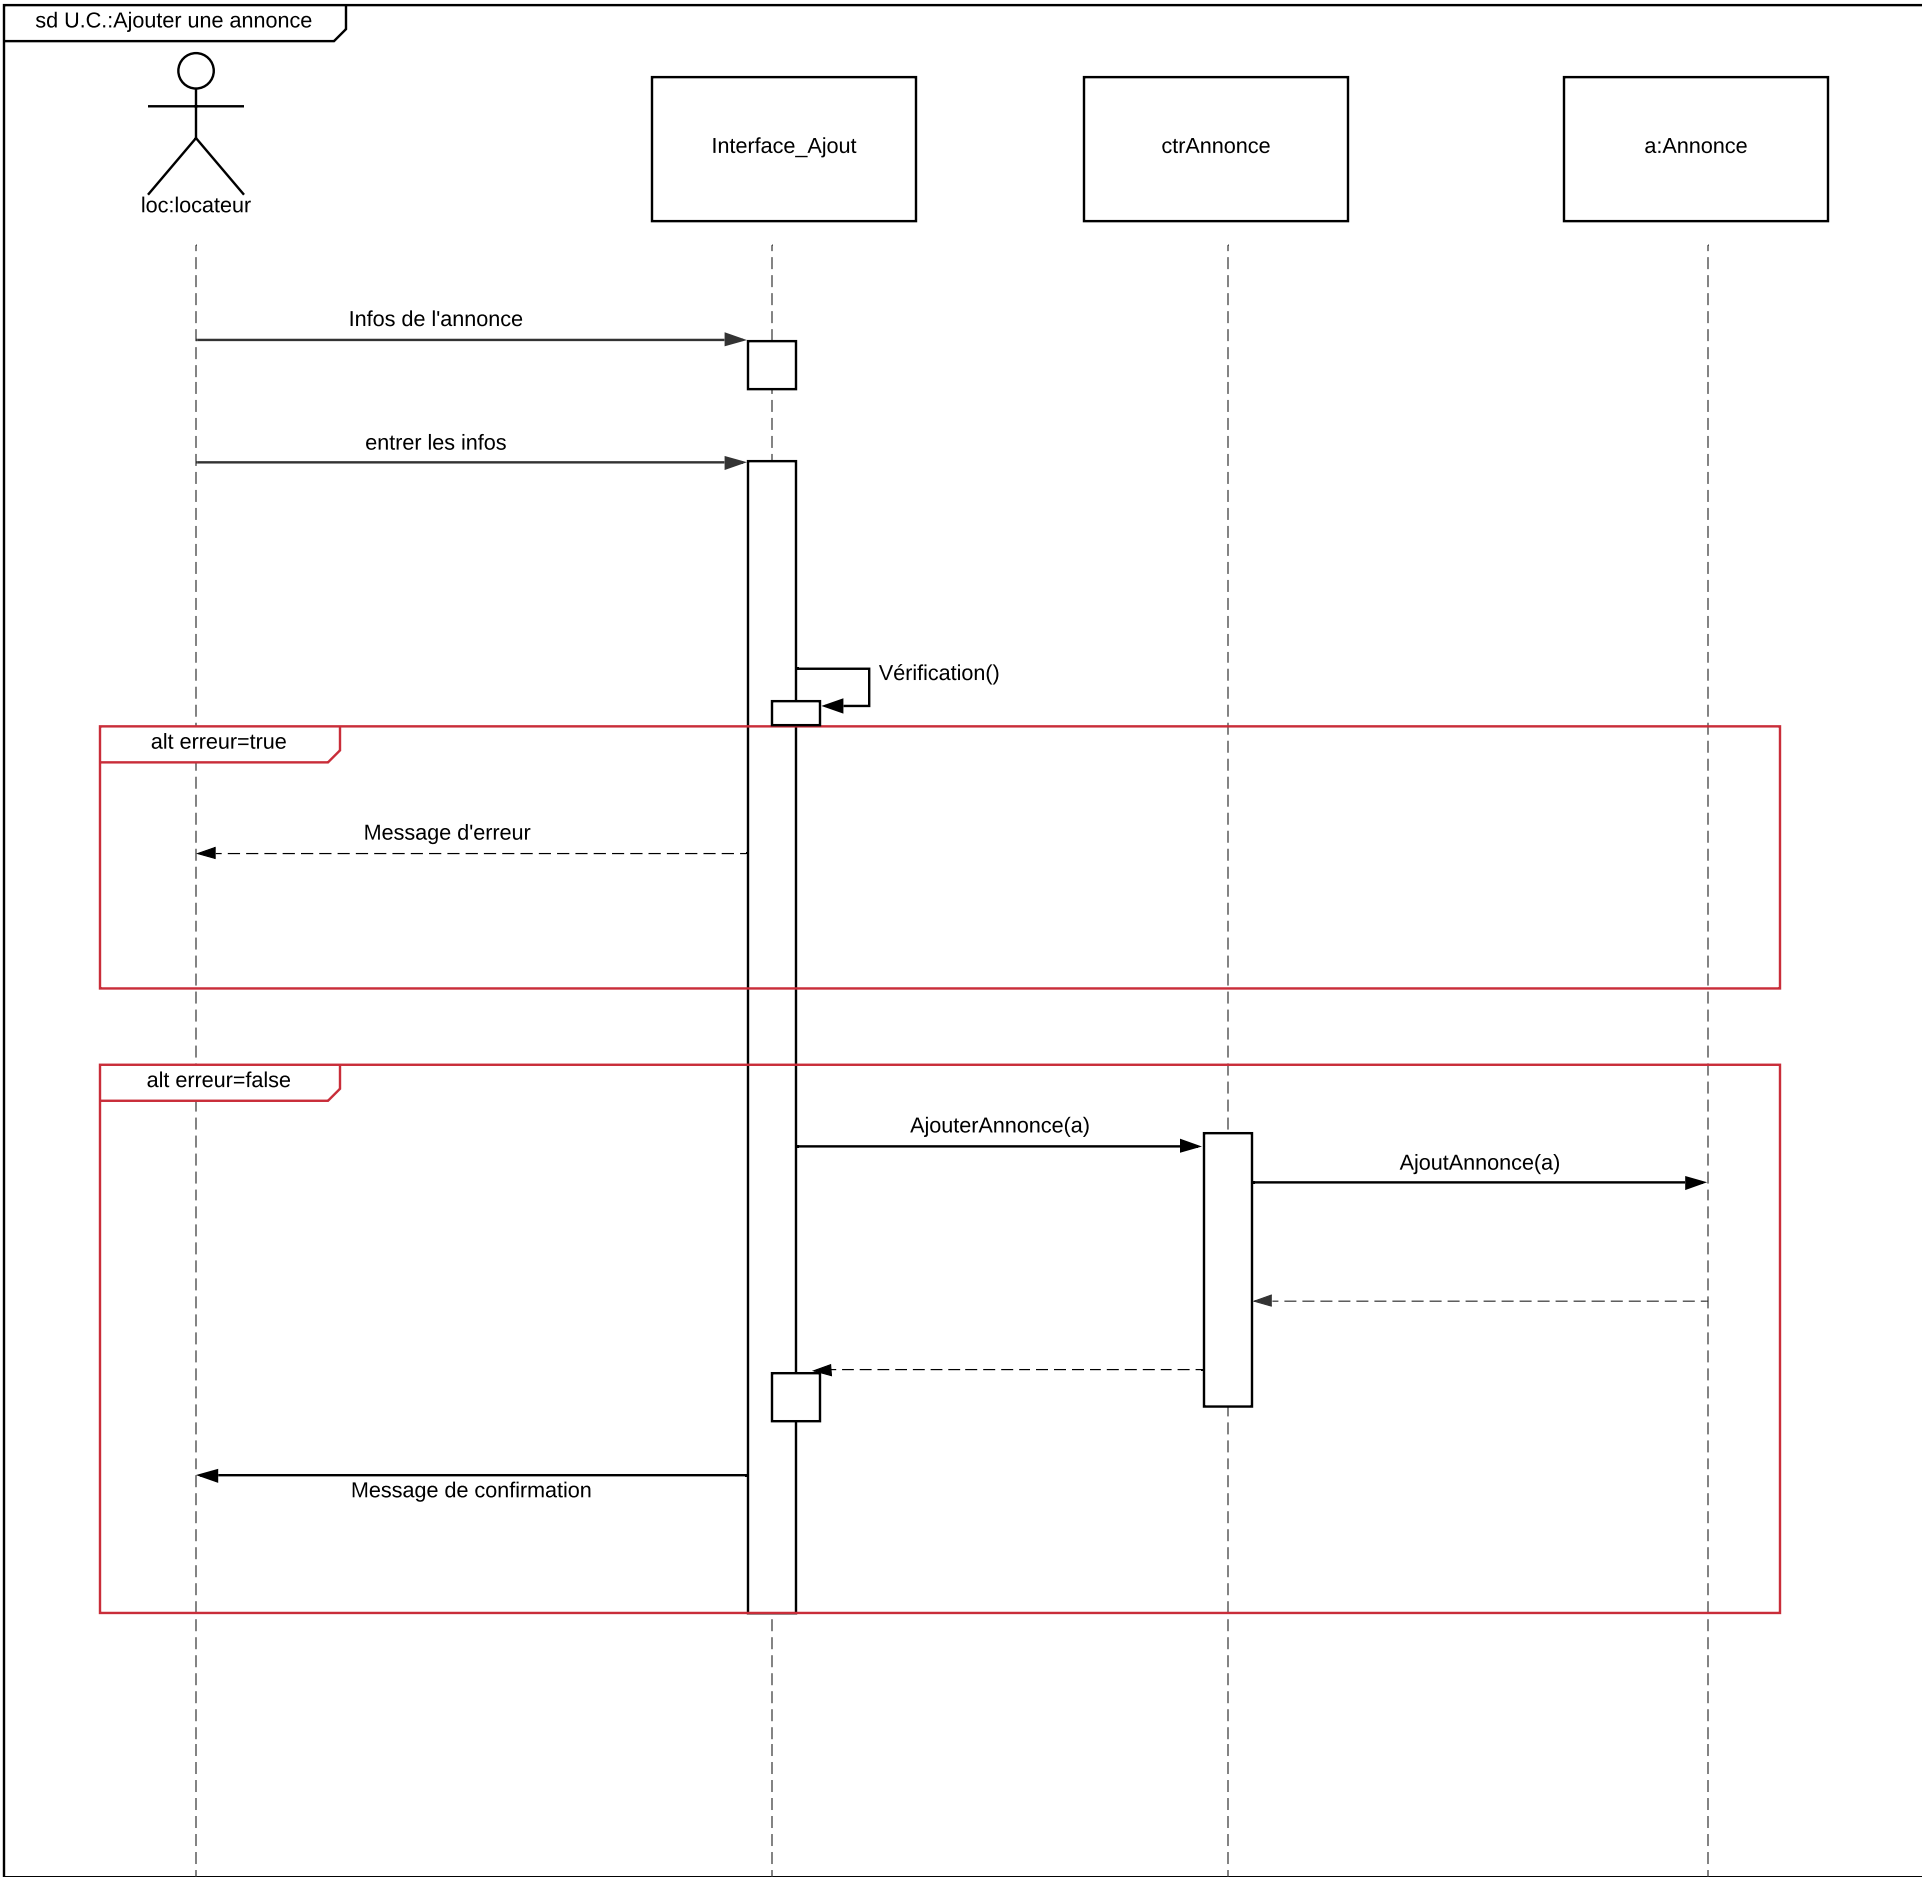 sd U.C.:Ajouter une annonce
loc:locateur
Interface_Ajout
ctrAnnonce
a:Annonce
Infos de l'annonce
entrer les infos
Vérification()
alt erreur=true
Message d'erreur
alt erreur=false
AjouterAnnonce(a)
AjoutAnnonce(a)
Message de confirmation